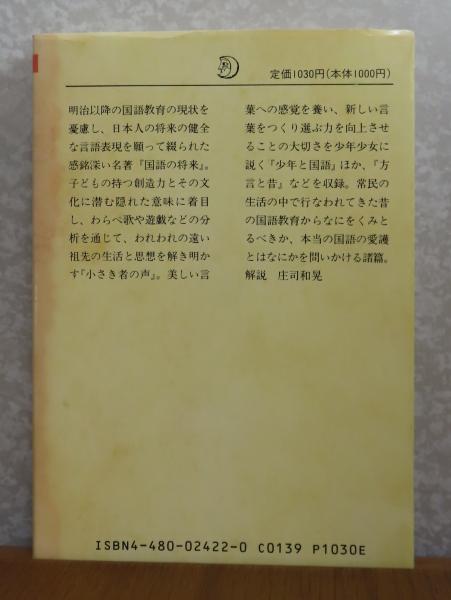 定価1030円(本体1000円)
明治以降の国語教育の現状を
憂慮し、日本人の将来の健全
な言語表現を願って綴られた
感銘深い名著『国語の将来』。
子どもの持つ創造力とその文
化に潜む隠れた意味に着目
し、わらべ歌や遊戯などの分
析を通じて、われわれの遠い
祖先の生活と思想を解き明か
す『小さき者の声』。美しい言
葉への感覚を養い、新しい言
葉をつくり選ぶ力を向上させ
ることの大切さを少年少女に
説く『少年と国語』ほか、『方
言と昔』などを収録。常民の
生活の中で行なわれてきた昔
の国語教育からなにをくみと
るべきか、本当の国語の愛護
とはなにかを問いかける諸篇。
解説 庄司和晃
ISBN4-480-02422-0 C0139 P1030E